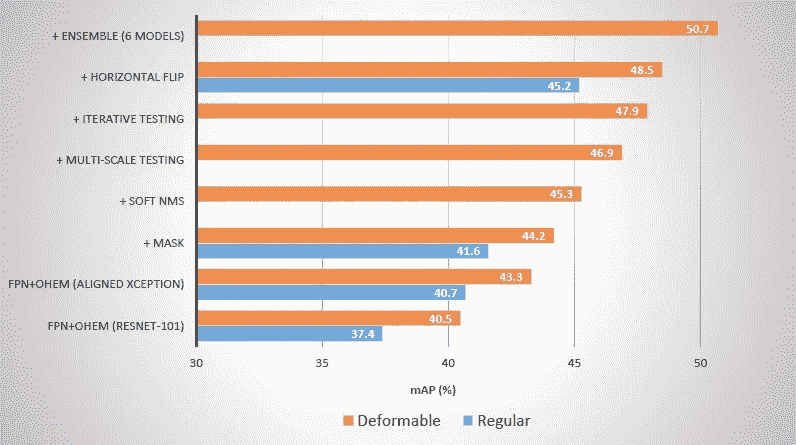 + ENSEMBLE (6 MODELS)
50.7
+ HORIZONTAL FLIP
48.5
45.2
+ ITERATIVE TESTING
47.9
+ MULTI-SCALE TESTING
46.9
+ SOFT NMS
45.3
+ MASK
44.2
41.6
FPN+OHEM (ALIGNED XCEPTION)
43.3
40.7
FPN+OHEM (RESNET-101)
40.5
37.4
30 35 40 45 50
mAP (%)
Deformable Regular